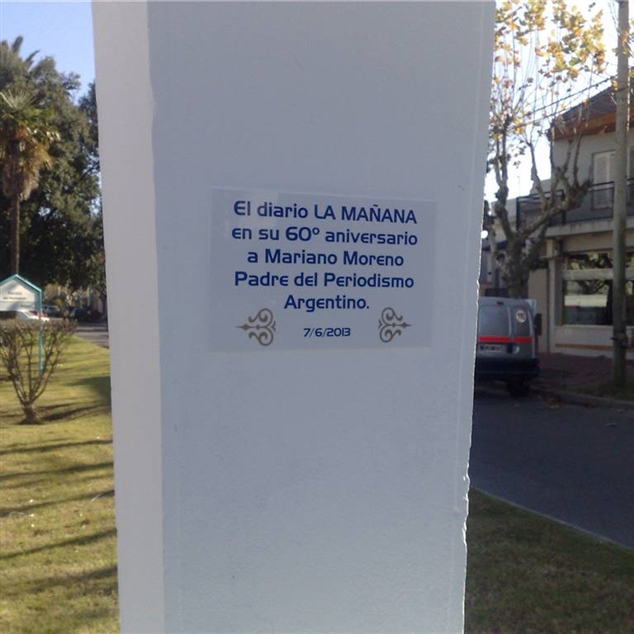 El diario LA MAÑANA
en su 60º aniversario
a Mariano Moreno
Padre del Periodismo
Argentino.
7/6/2013